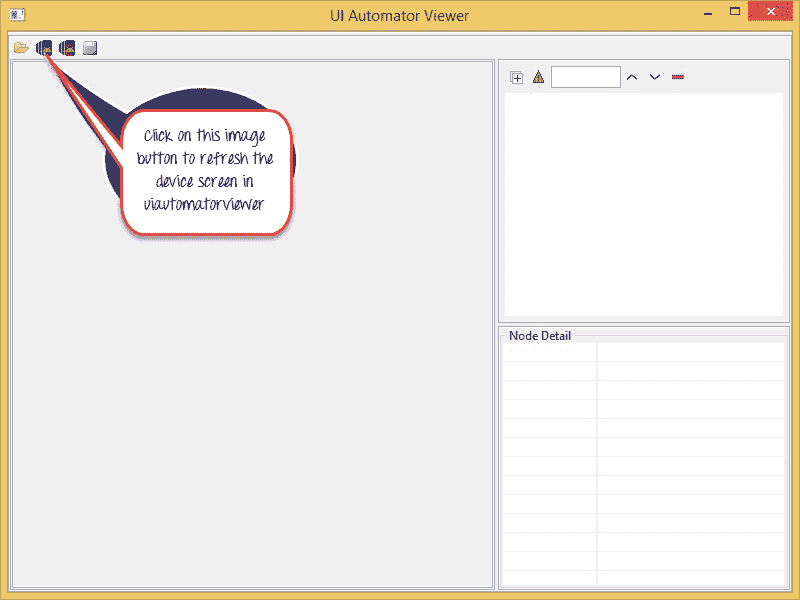 UI Automator Viewer
Click on this image
button to refresh the
device screen in
uiautomatorviewer
Node Detail